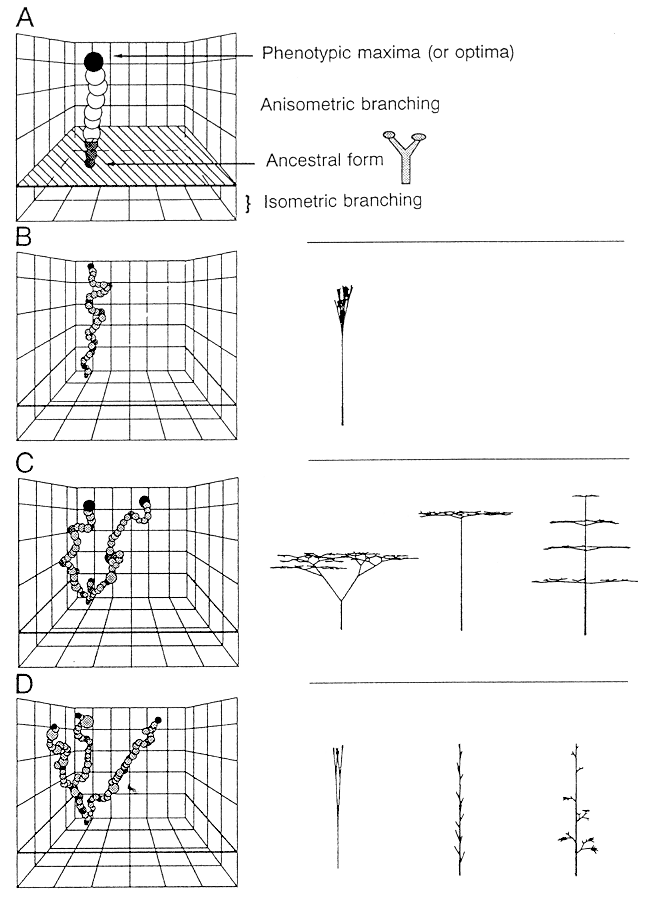 A
Phenotypic maxima (or optima)
Anisometric branching
Ancestral form
} Isometric branching
B
C
D